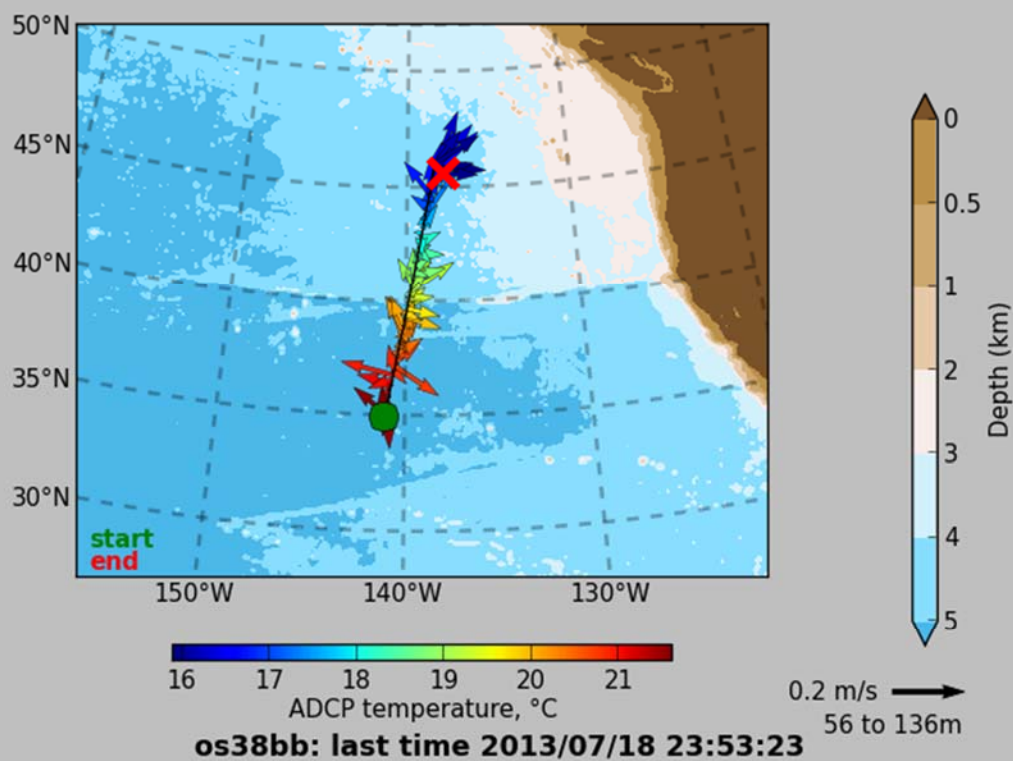 50°N
45°N
40°N
35°N
30°N
start
end
150°W 140°W 130°W
0
0.5
1
2
3
4
5
Depth (km)
16 17 18 19 20 21
ADCP temperature, °C
0.2 m/s
56 to 136m
os38bb: last time 2013/07/18 23:53:23